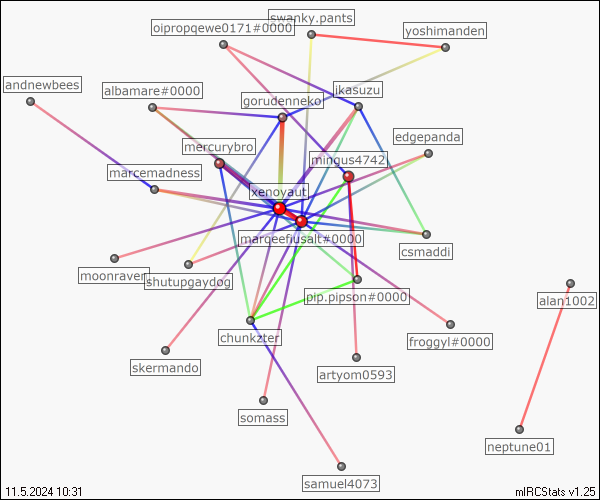 swanky.pants
oipropqewe0171#0000
yoshimanden
andnewbees
albamare#0000
jkasuzu
gorudenneko
edgepanda
mercurybro
mingus4742
marcemadness
xenoyaut
marqeefiusalt#0000
csmaddi
moonraven
shutupgaydog
pip.pipson#0000
alan1002
chunkzter
froggyl#0000
skermando
artyom0593
somass
neptune01
samuel4073
11.5.2024 10:31
mIRCStats v1.25